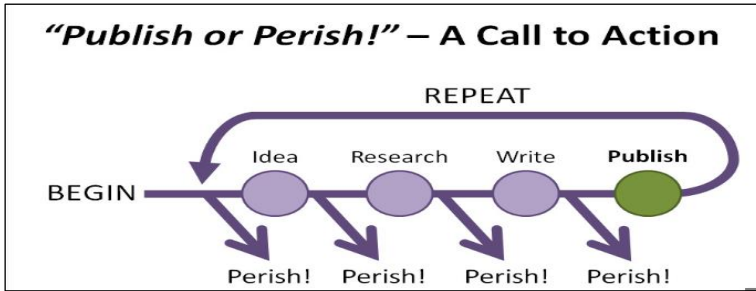 “Publish or Perish!” – A Call to Action
REPEAT
Idea Research Write Publish
BEGIN
Perish! Perish! Perish! Perish!